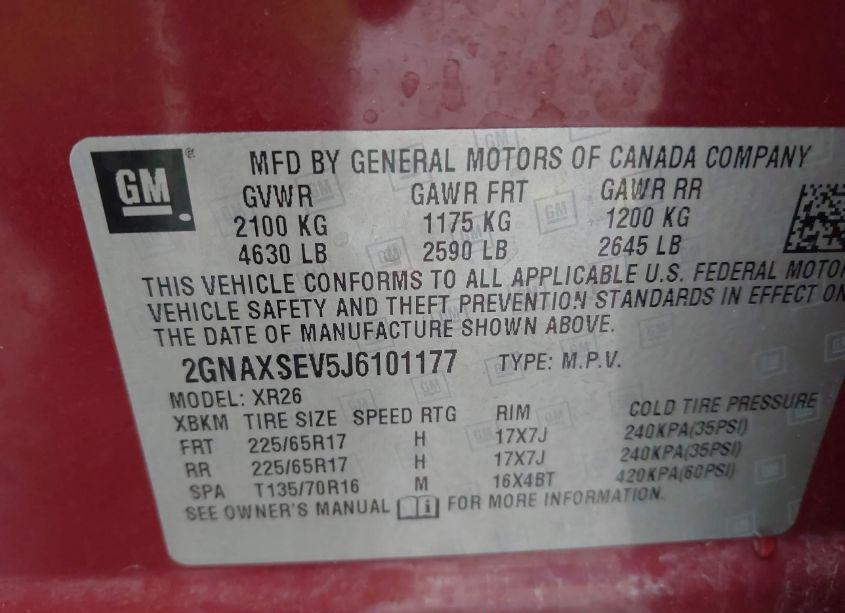 GM
MFD BY GENERAL MOTORS OF CANADA COMPANY
GVWR GAWR FRT GAWR RR
2100 KG 1175 KG 1200 KG
4630 LB 2590 LB 2645 LB
THIS VEHICLE CONFORMS TO ALL APPLICABLE U.S. FEDERAL MOTOR
VEHICLE SAFETY AND THEFT PREVENTION STANDARDS IN EFFECT ON
THE DATE OF MANUFACTURE SHOWN ABOVE.
2GNAXSEV5J6101177 TYPE: M.P.V.
MODEL: XR26
XBKM TIRE SIZE SPEED RTG RIM COLD TIRE PRESSURE
FRT 225/65R17 H 17X7J 240KPA(35PSI)
RR 225/65R17 H 17X7J 240KPA(35PSI)
SPA T135/70R16 M 16X4BT 420KPA(60PSI)
SEE OWNER'S MANUAL FOR MORE INFORMATION.